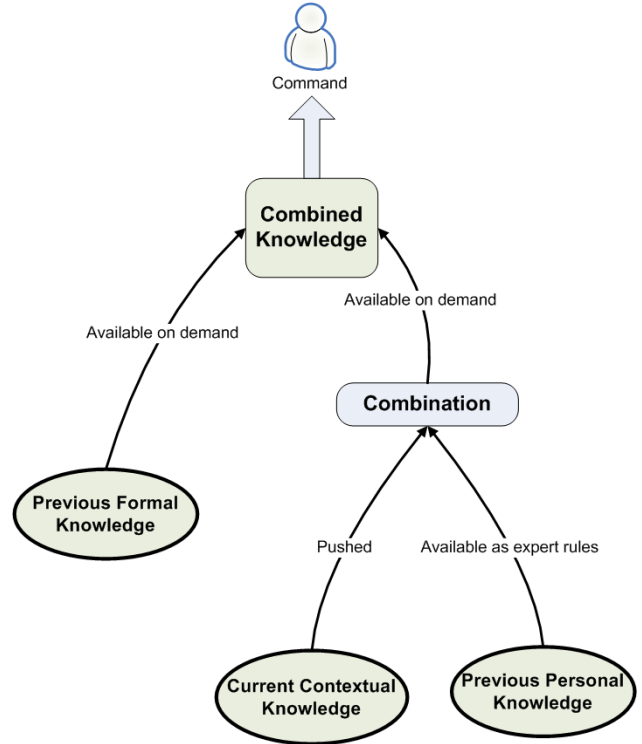 Command
Combined
Knowledge
Available on demand
Available on demand
Combination
Previous Formal
Knowledge
Pushed
Available as expert rules
Current Contextual
Knowledge
Previous Personal
Knowledge